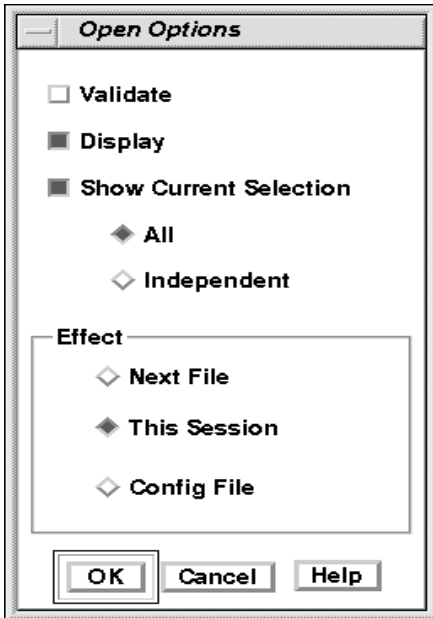 Open Options
Validate
Display
Show Current Selection
All
Independent
Effect
Next File
This Session
Config File
OK Cancel Help